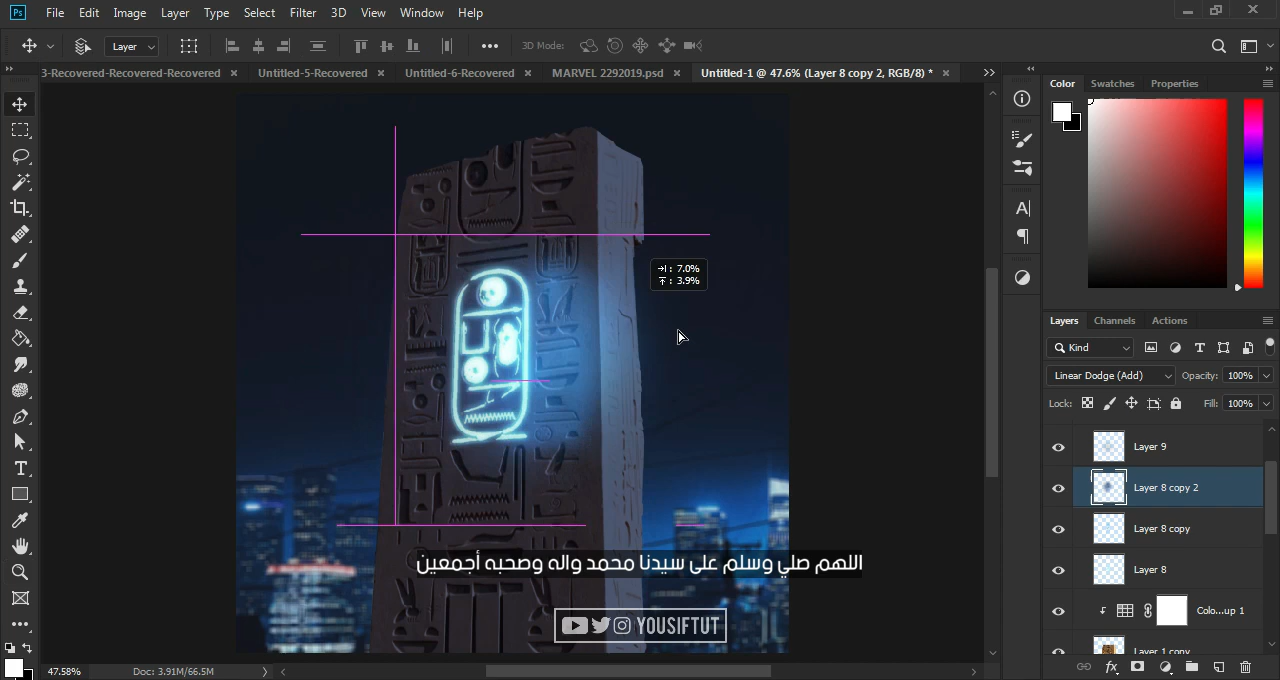 Ps File Edit Image Layer Type Select Filter 3D View Window Help
Layer 3D Mode:
3-Recovered-Recovered-Recovered × Untitled-5-Recovered × Untitled-6-Recovered × MARVEL 2292019.psd × Untitled-1 @ 47.6% (Layer 8 copy 2, RGB/8) * ×
Color Swatches Properties
: 7.0%
: 3.9%
Layers Channels Actions
Kind
Linear Dodge (Add) Opacity: 100%
Lock: Fill: 100%
Layer 9
Layer 8 copy 2
Layer 8 copy
Layer 8
Colo...up 1
Layer 1 copy
اللهم صلي وسلم على سيدنا محمد واله وصحبه أجمعين
YOUSIFTUT
47.58% Doc: 3.91M/66.5M